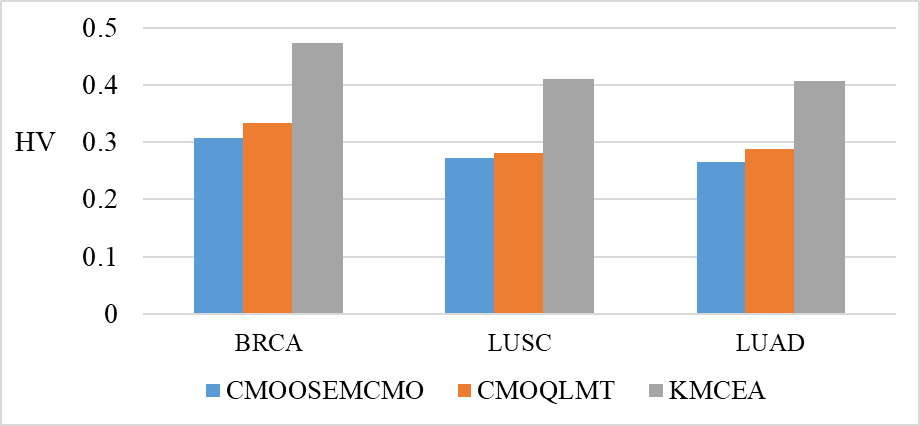 0.5
0.4
HV
0.3
0.2
0.1
0
BRCA LUSC LUAD
CMOOSEMCMO CMOQLMT KMCEA